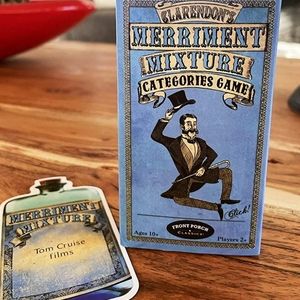 CLARENDON'S
MERRIMENT
MIXTURE
CATEGORIES GAME
Click!
FRONT PORCH
CLASSICS
Ages 10+
Players 2+
MERRIMENT
MIXTURE
Tom Cruise
films